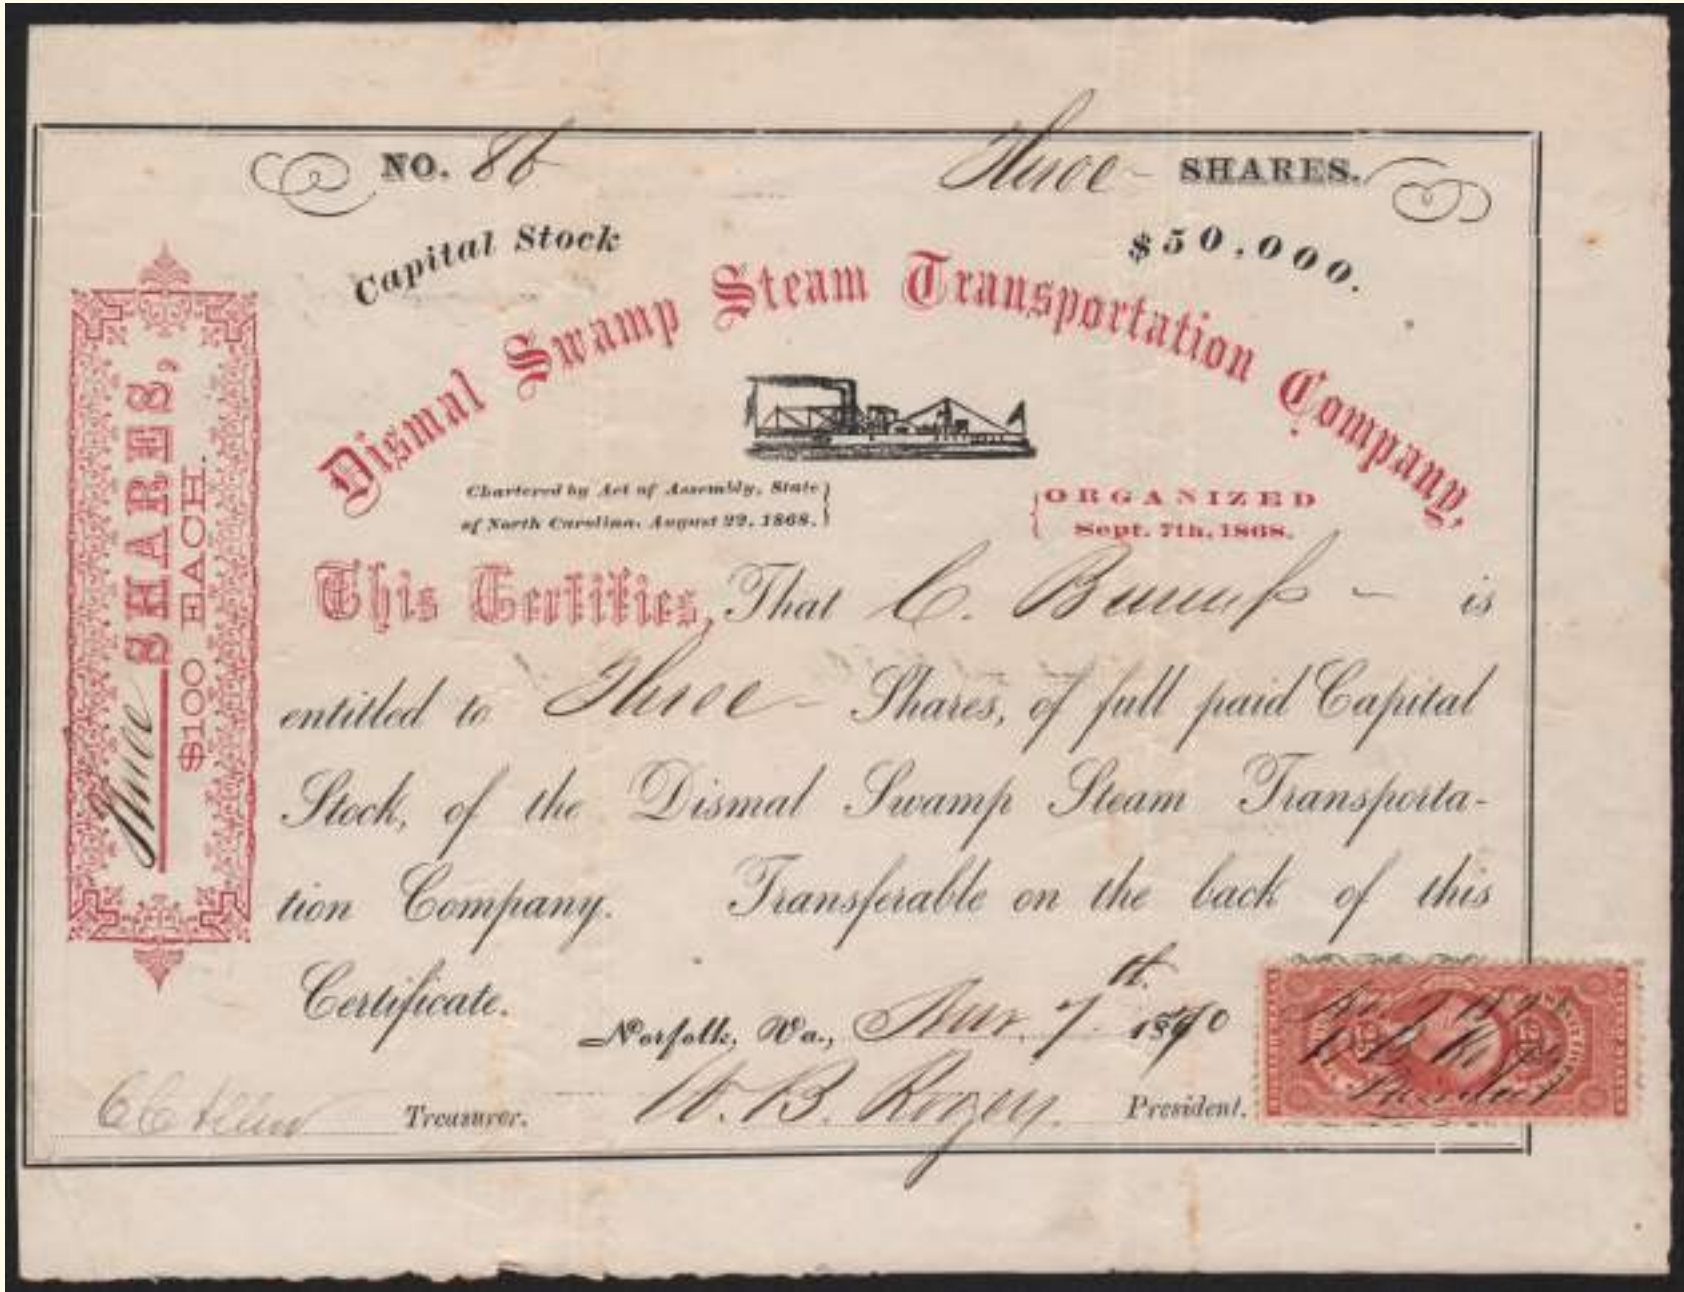 NO. 86 Three SHARES.
Capital Stock $50,000.
Dismal Swamp Steam Transportation Company,
Chartered by Act of Assembly, State
of North Carolina, August 22, 1868.
ORGANIZED
Sept. 7th, 1868.
This Certifies, That C. is
entitled to Three Shares, of full paid Capital
Stock, of the Dismal Swamp Steam Transporta-
tion Company. Transferable on the back of this
Certificate.
Norfolk, Va., 7th 1870
Treasurer. W. B. Rogers. President.
Three SHARES,
$100 EACH.
25 25